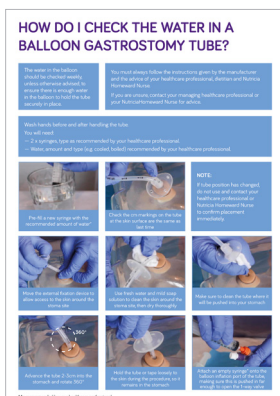 HOW DO I CHECK THE WATER IN A
BALLOON GASTROSTOMY TUBE?
The water in the balloon
should be checked weekly,
unless otherwise advised, to
ensure there is enough water
in the balloon to hold the tube
securely in place.
You must always follow the instructions given by the manufacturer
and the advice of your healthcare professional, dietitian and Nutricia
Homeward Nurse.
If you are unsure, contact your managing healthcare professional or
your Nutricia Homeward Nurse for advice.
Wash hands before and after handling the tube.
You will need:
– 2 x syringes, type as recommended by your healthcare professional.
– Water, amount and type (e.g. cooled, boiled) recommended by your healthcare professional.
Pre-fill a new syringe with the
recommended amount of water*
Check the cm markings on the tube
at the skin surface are the same as
last time
NOTE:
If tube position has changed,
do not use and contact your
healthcare professional or
Nutricia Homeward Nurse
to confirm placement
immediately.
Move the external fixation device to
allow access to the skin around the
stoma site
Use fresh water and mild soap
solution to clean the skin around the
stoma site then dry thoroughly
Make sure to clean the tube where it
will be pushed into your stomach
x360°
Advance the tube 2-3cm into the
stomach and rotate 360°
Hold the tube or tape loosely to
the skin during the procedure so it
remains in the stomach
Attach an empty syringe* onto the
balloon inflation port of the tube,
making sure this is pushed in far
enough to open the 1-way valve